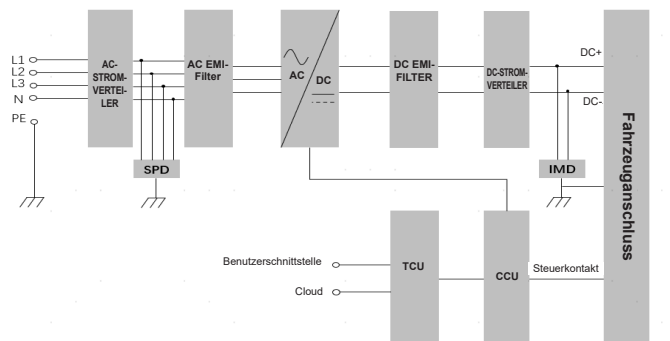 L1
L2
L3
N
PE
AC-
STROM-
VERTEI-
LER
SPD
AC EMI-
Filter
AC
DC
DC EMI-
FILTER
DC-STROM-
VERTEILER
DC+
DC-
IMD
Fahrzeuganschluss
Benutzerschnittstelle
Cloud
TCU
CCU
Steuerkontakt